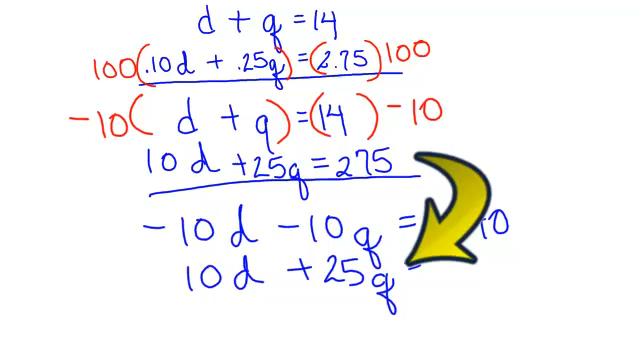 d + q = 14
100(.10d + .25q) = (2.75)100
-10( d + q) = (14 ) -10
10d + 25q = 275
-10d - 10q = 10
10d + 25q =